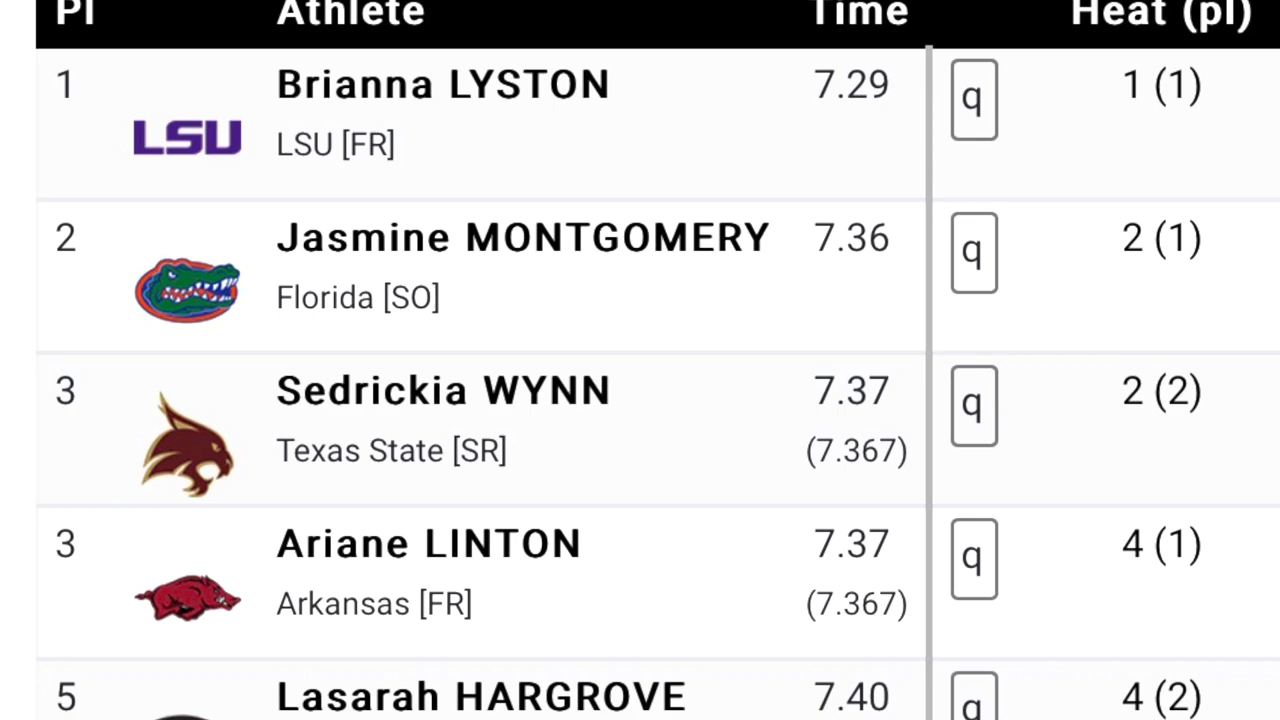 Pl Athlete Time Heat (pl)
1 Brianna LYSTON 7.29 q 1 (1)
LSU LSU [FR]
2 Jasmine MONTGOMERY 7.36 q 2 (1)
Florida [SO]
3 Sedrickia WYNN 7.37 q 2 (2)
Texas State [SR] (7.367)
3 Ariane LINTON 7.37 q 4 (1)
Arkansas [FR] (7.367)
5 Lasarah HARGROVE 7.40 q 4 (2)